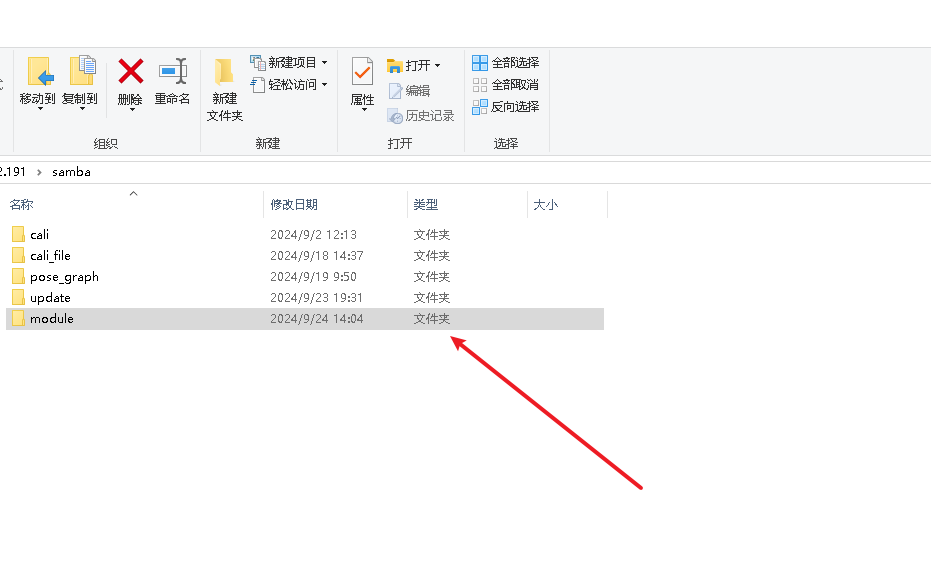 移动到 复制到 删除 重命名 新建文件夹 新建项目 轻松访问 属性 打开 编辑 历史记录 全部选择 全部取消 反向选择
组织 新建 打开 选择
2.191 › samba
名称 修改日期 类型 大小
cali 2024/9/2 12:13 文件夹
cali_file 2024/9/18 14:37 文件夹
pose_graph 2024/9/19 9:50 文件夹
update 2024/9/23 19:31 文件夹
module 2024/9/24 14:04 文件夹